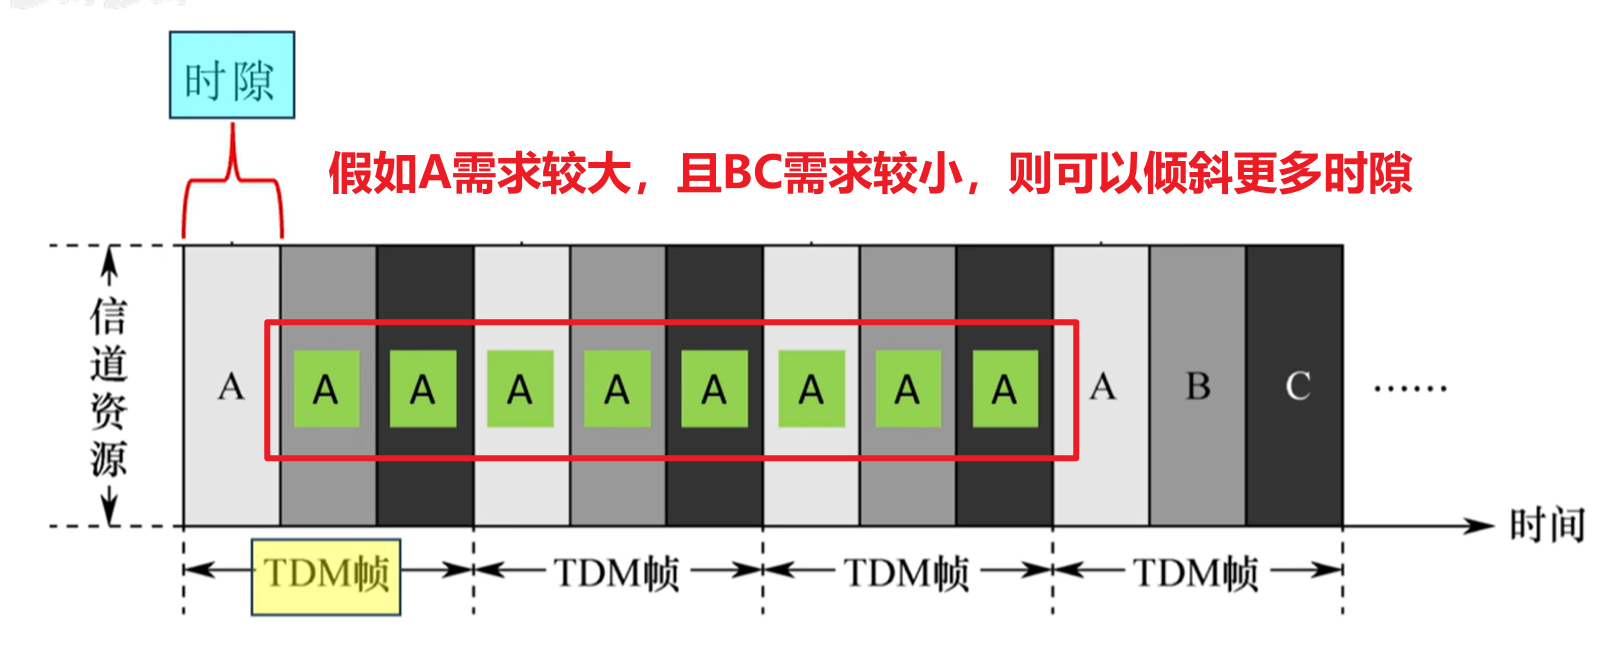 时隙
假如A需求较大，且BC需求较小，则可以倾斜更多时隙
信道资源
A A A A A A A A A A B C ……
时间
TDM帧 TDM帧 TDM帧 TDM帧